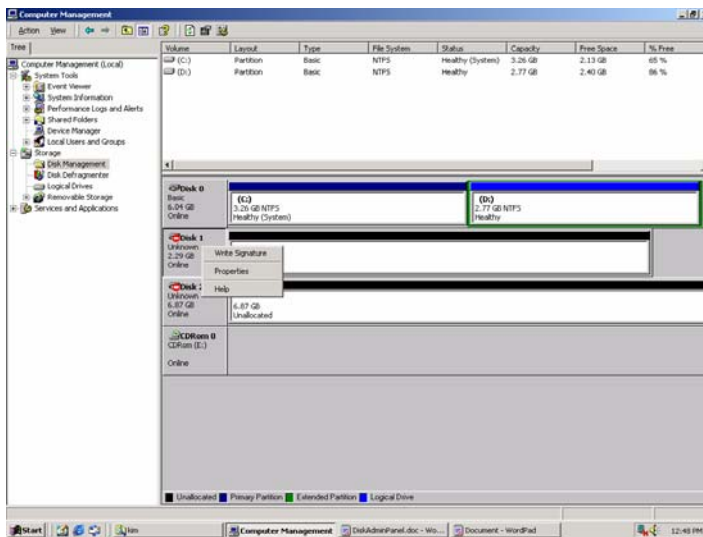 Computer Management
Action View
Tree
Computer Management (Local)
System Tools
Event Viewer
System Information
Performance Logs and Alerts
Shared Folders
Device Manager
Local Users and Groups
Storage
Disk Management
Disk Defragmenter
Logical Drives
Removable Storage
Services and Applications
Volume Layout Type File System Status Capacity Free Space % Free
(C:) Partition Basic NTFS Healthy (System) 3.26 GB 2.13 GB 65 %
(D:) Partition Basic NTFS Healthy 2.77 GB 2.40 GB 86 %
Disk 0
Basic
6.04 GB
Online
(C:)
3.26 GB NTFS
Healthy (System)
(D:)
2.77 GB NTFS
Healthy
Disk 1
Unknown
2.29 GB
Online
Write Signature
Properties
Help
Disk 2
Unknown
6.87 GB
Online
6.87 GB
Unallocated
CDRom 0
CDRom (E:)
Online
Unallocated Primary Partition Extended Partition Logical Drive
Start kim Computer Management DiskAdminPanel.doc - Wo... Document - WordPad 12:48 PM